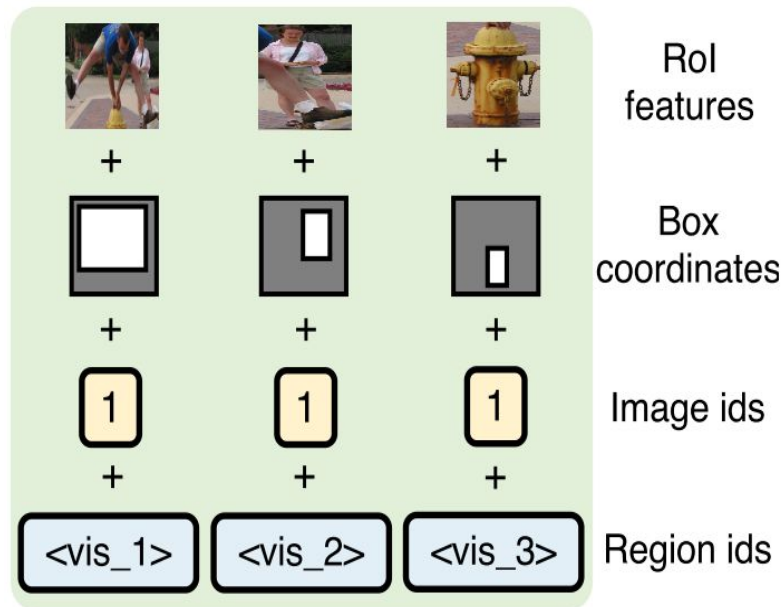 RoI
features
+ + +
Box
coordinates
+ + +
1 1 1 Image ids
+ + +
<vis_1> <vis_2> <vis_3> Region ids